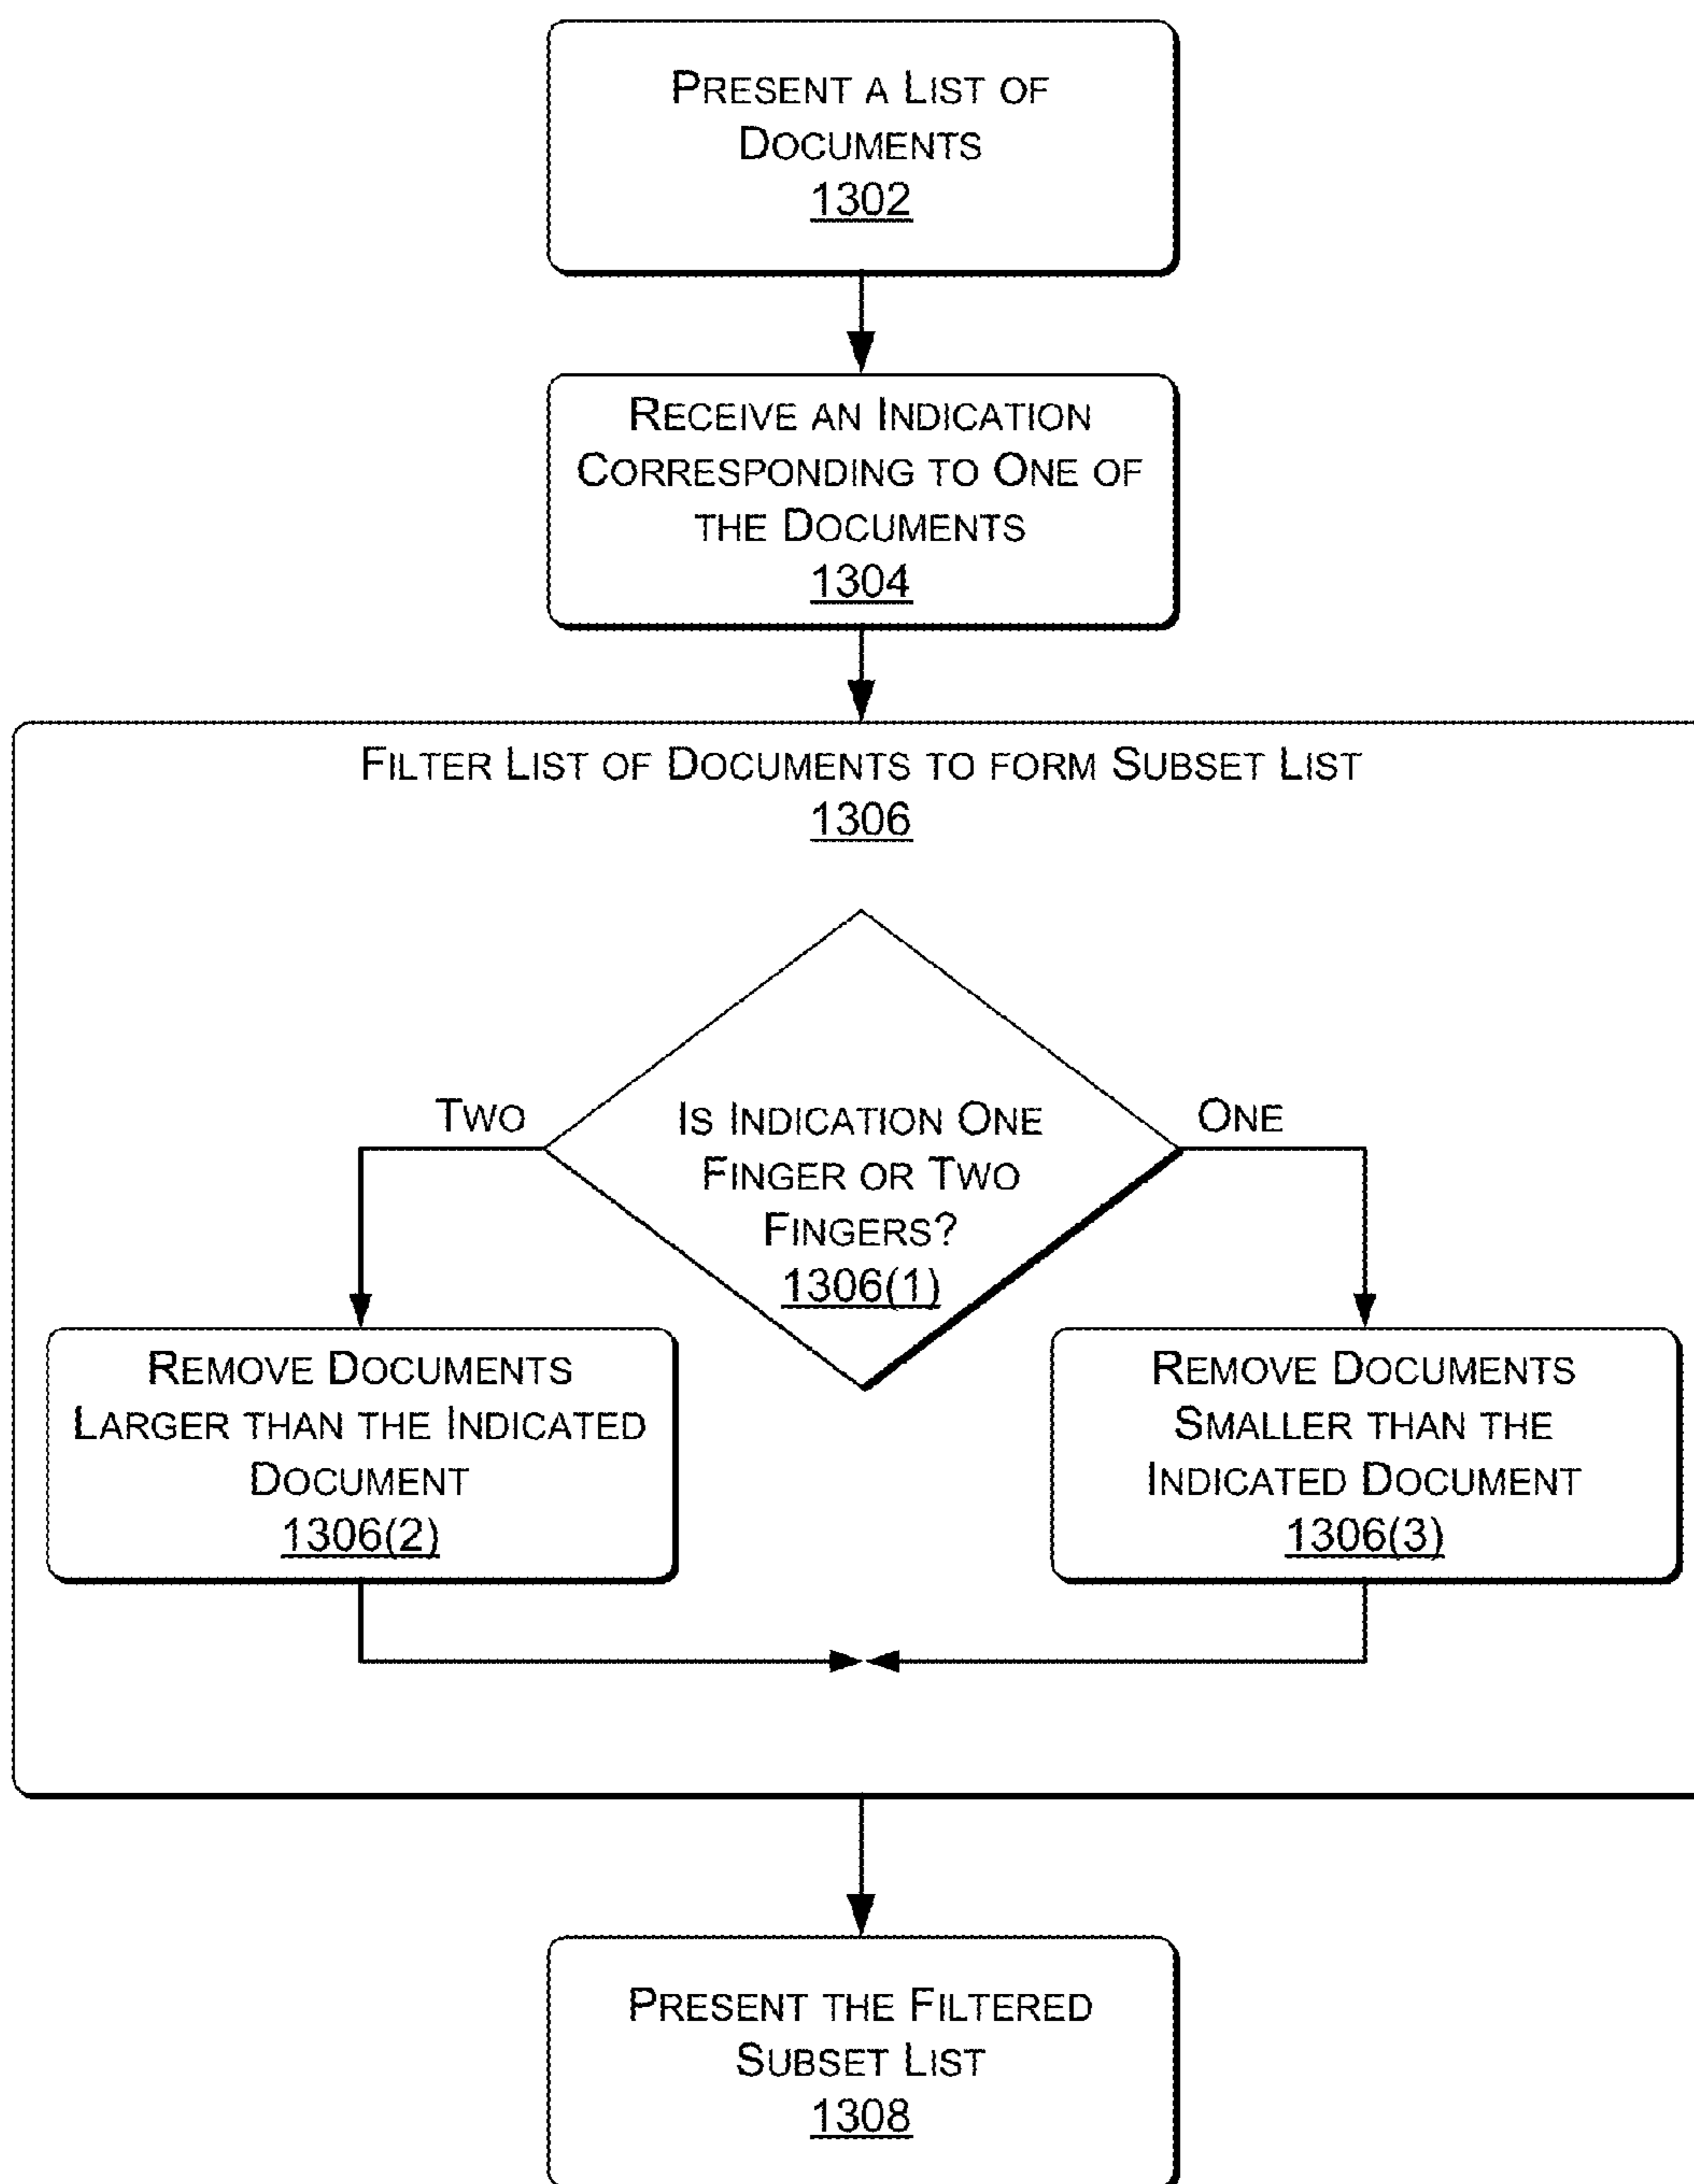 PRESENT A LIST OF
DOCUMENTS
1302
RECEIVE AN INDICATION
CORRESPONDING TO ONE OF
THE DOCUMENTS
1304
FILTER LIST OF DOCUMENTS TO FORM SUBSET LIST
1306
TWO
ONE
IS INDICATION ONE
FINGER OR TWO
FINGERS?
1306(1)
REMOVE DOCUMENTS
LARGER THAN THE INDICATED
DOCUMENT
1306(2)
REMOVE DOCUMENTS
SMALLER THAN THE
INDICATED DOCUMENT
1306(3)
PRESENT THE FILTERED
SUBSET LIST
1308